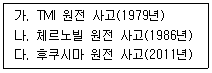 가. TMI 원전 사고(1979년)
나. 체르노빌 원전 사고(1986년)
다. 후쿠시마 원전 사고(2011년)